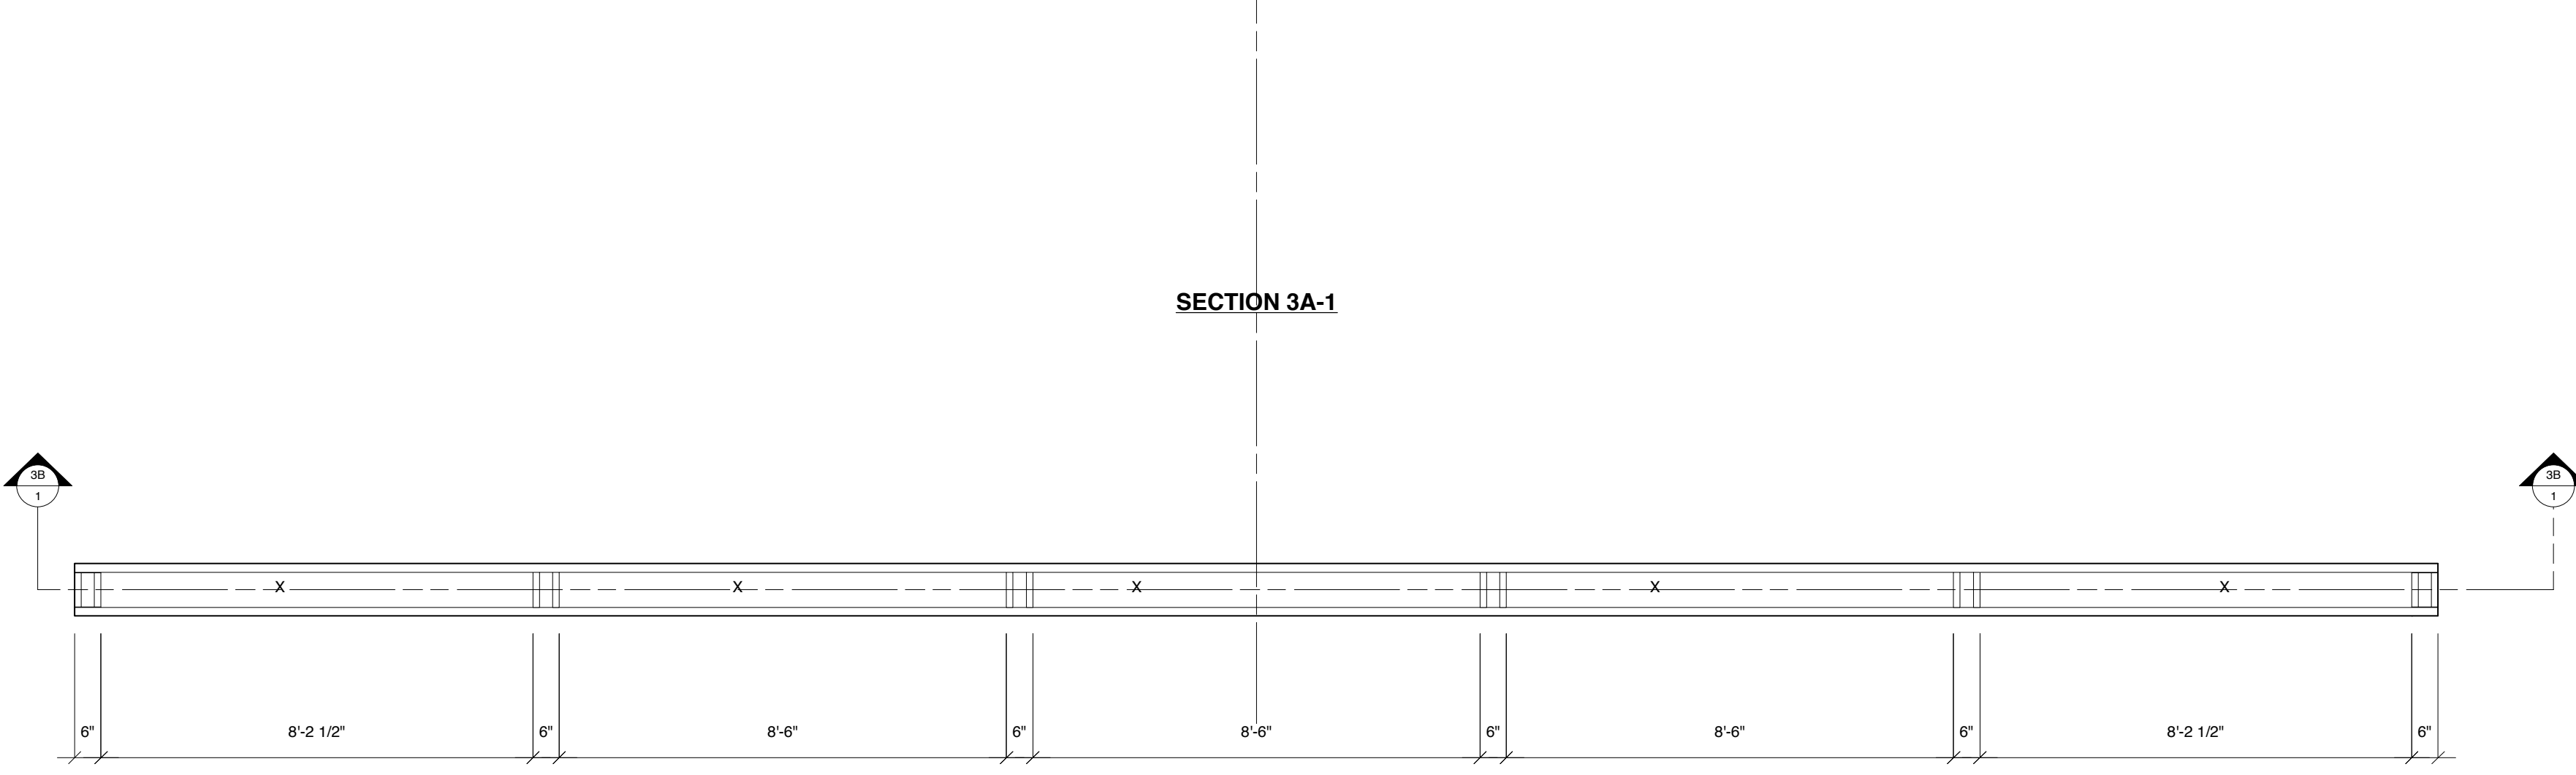 SECTION 3A-1
3B
1
3B
1
X X X X X
6" 8'-2 1/2" 6" 8'-6" 6" 8'-6" 6" 8'-6" 6" 8'-2 1/2" 6"